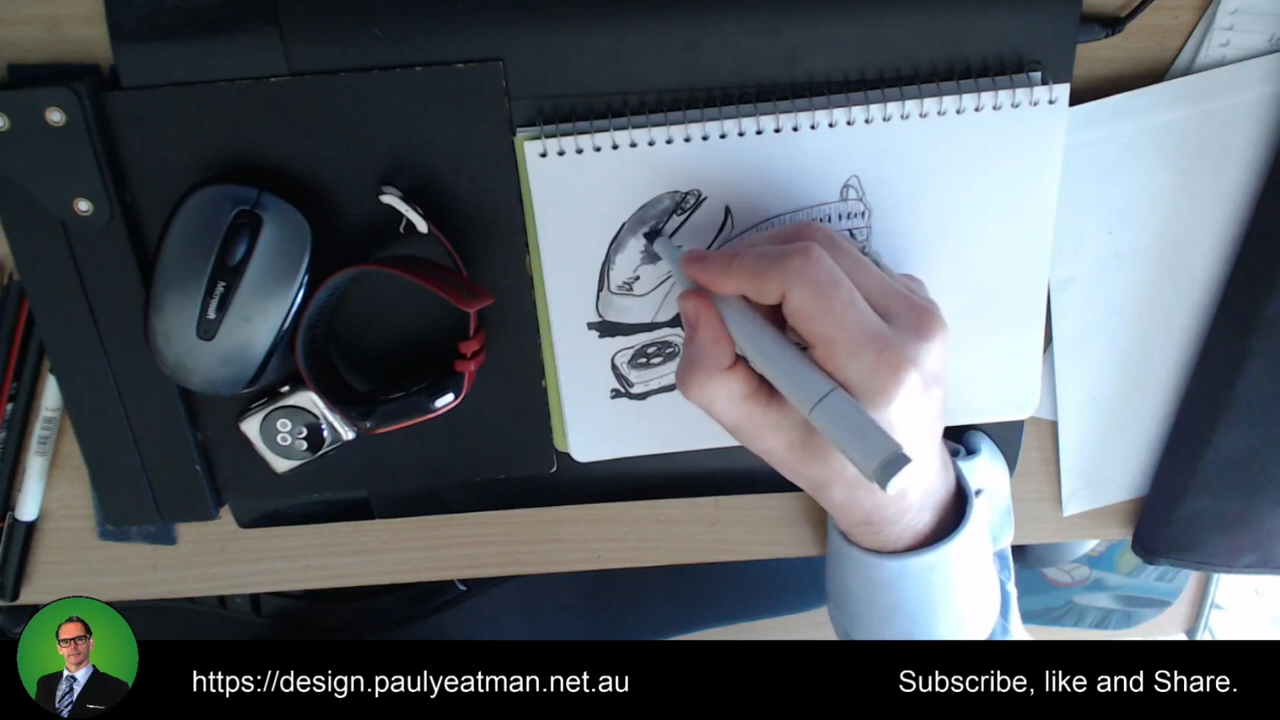 Microsoft
https://design.paulyeatman.net.au
Subscribe, like and Share.